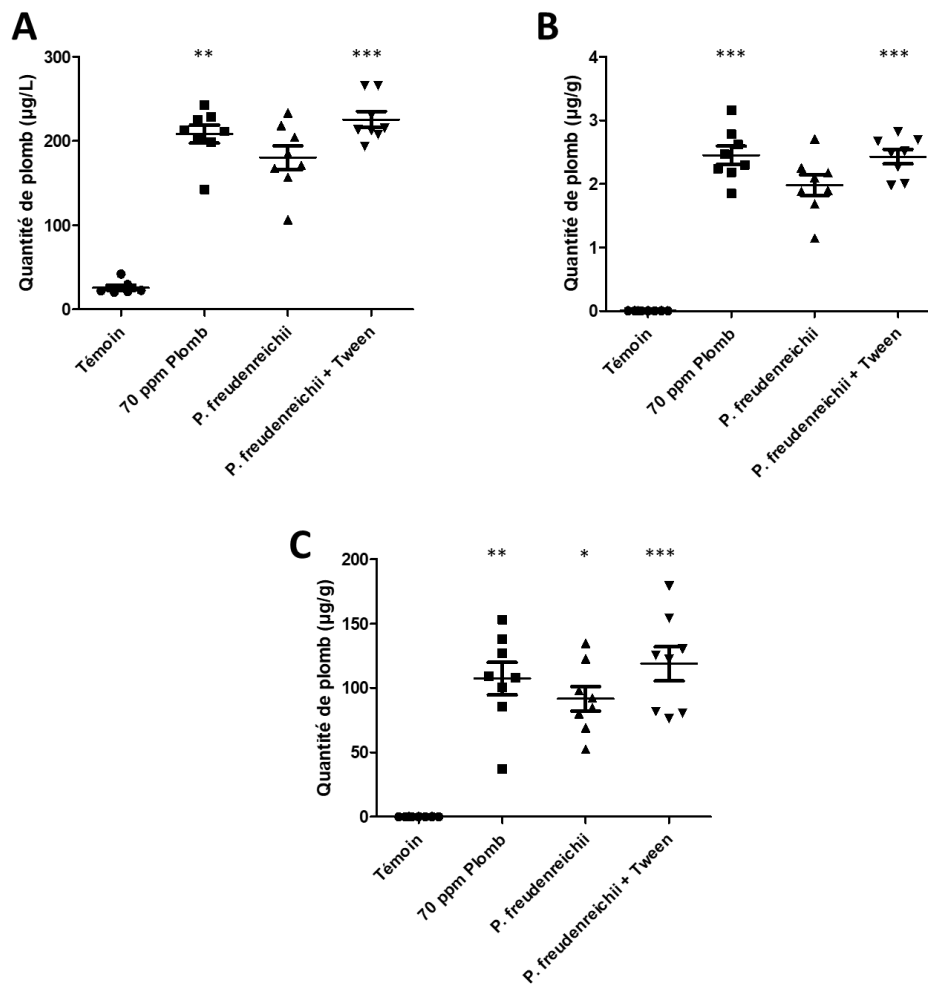 A
Quantité de plomb (µg/L)
300
200
100
0
** ***
Témoin
70 ppm Plomb
P. freudenreichii
P. freudenreichii + Tween
B
Quantité de plomb (µg/g)
4
3
2
1
0
*** ***
Témoin
70 ppm Plomb
P. freudenreichii
P. freudenreichii + Tween
C
Quantité de plomb (µg/g)
200
150
100
50
0
** * ***
Témoin
70 ppm Plomb
P. freudenreichii
P. freudenreichii + Tween